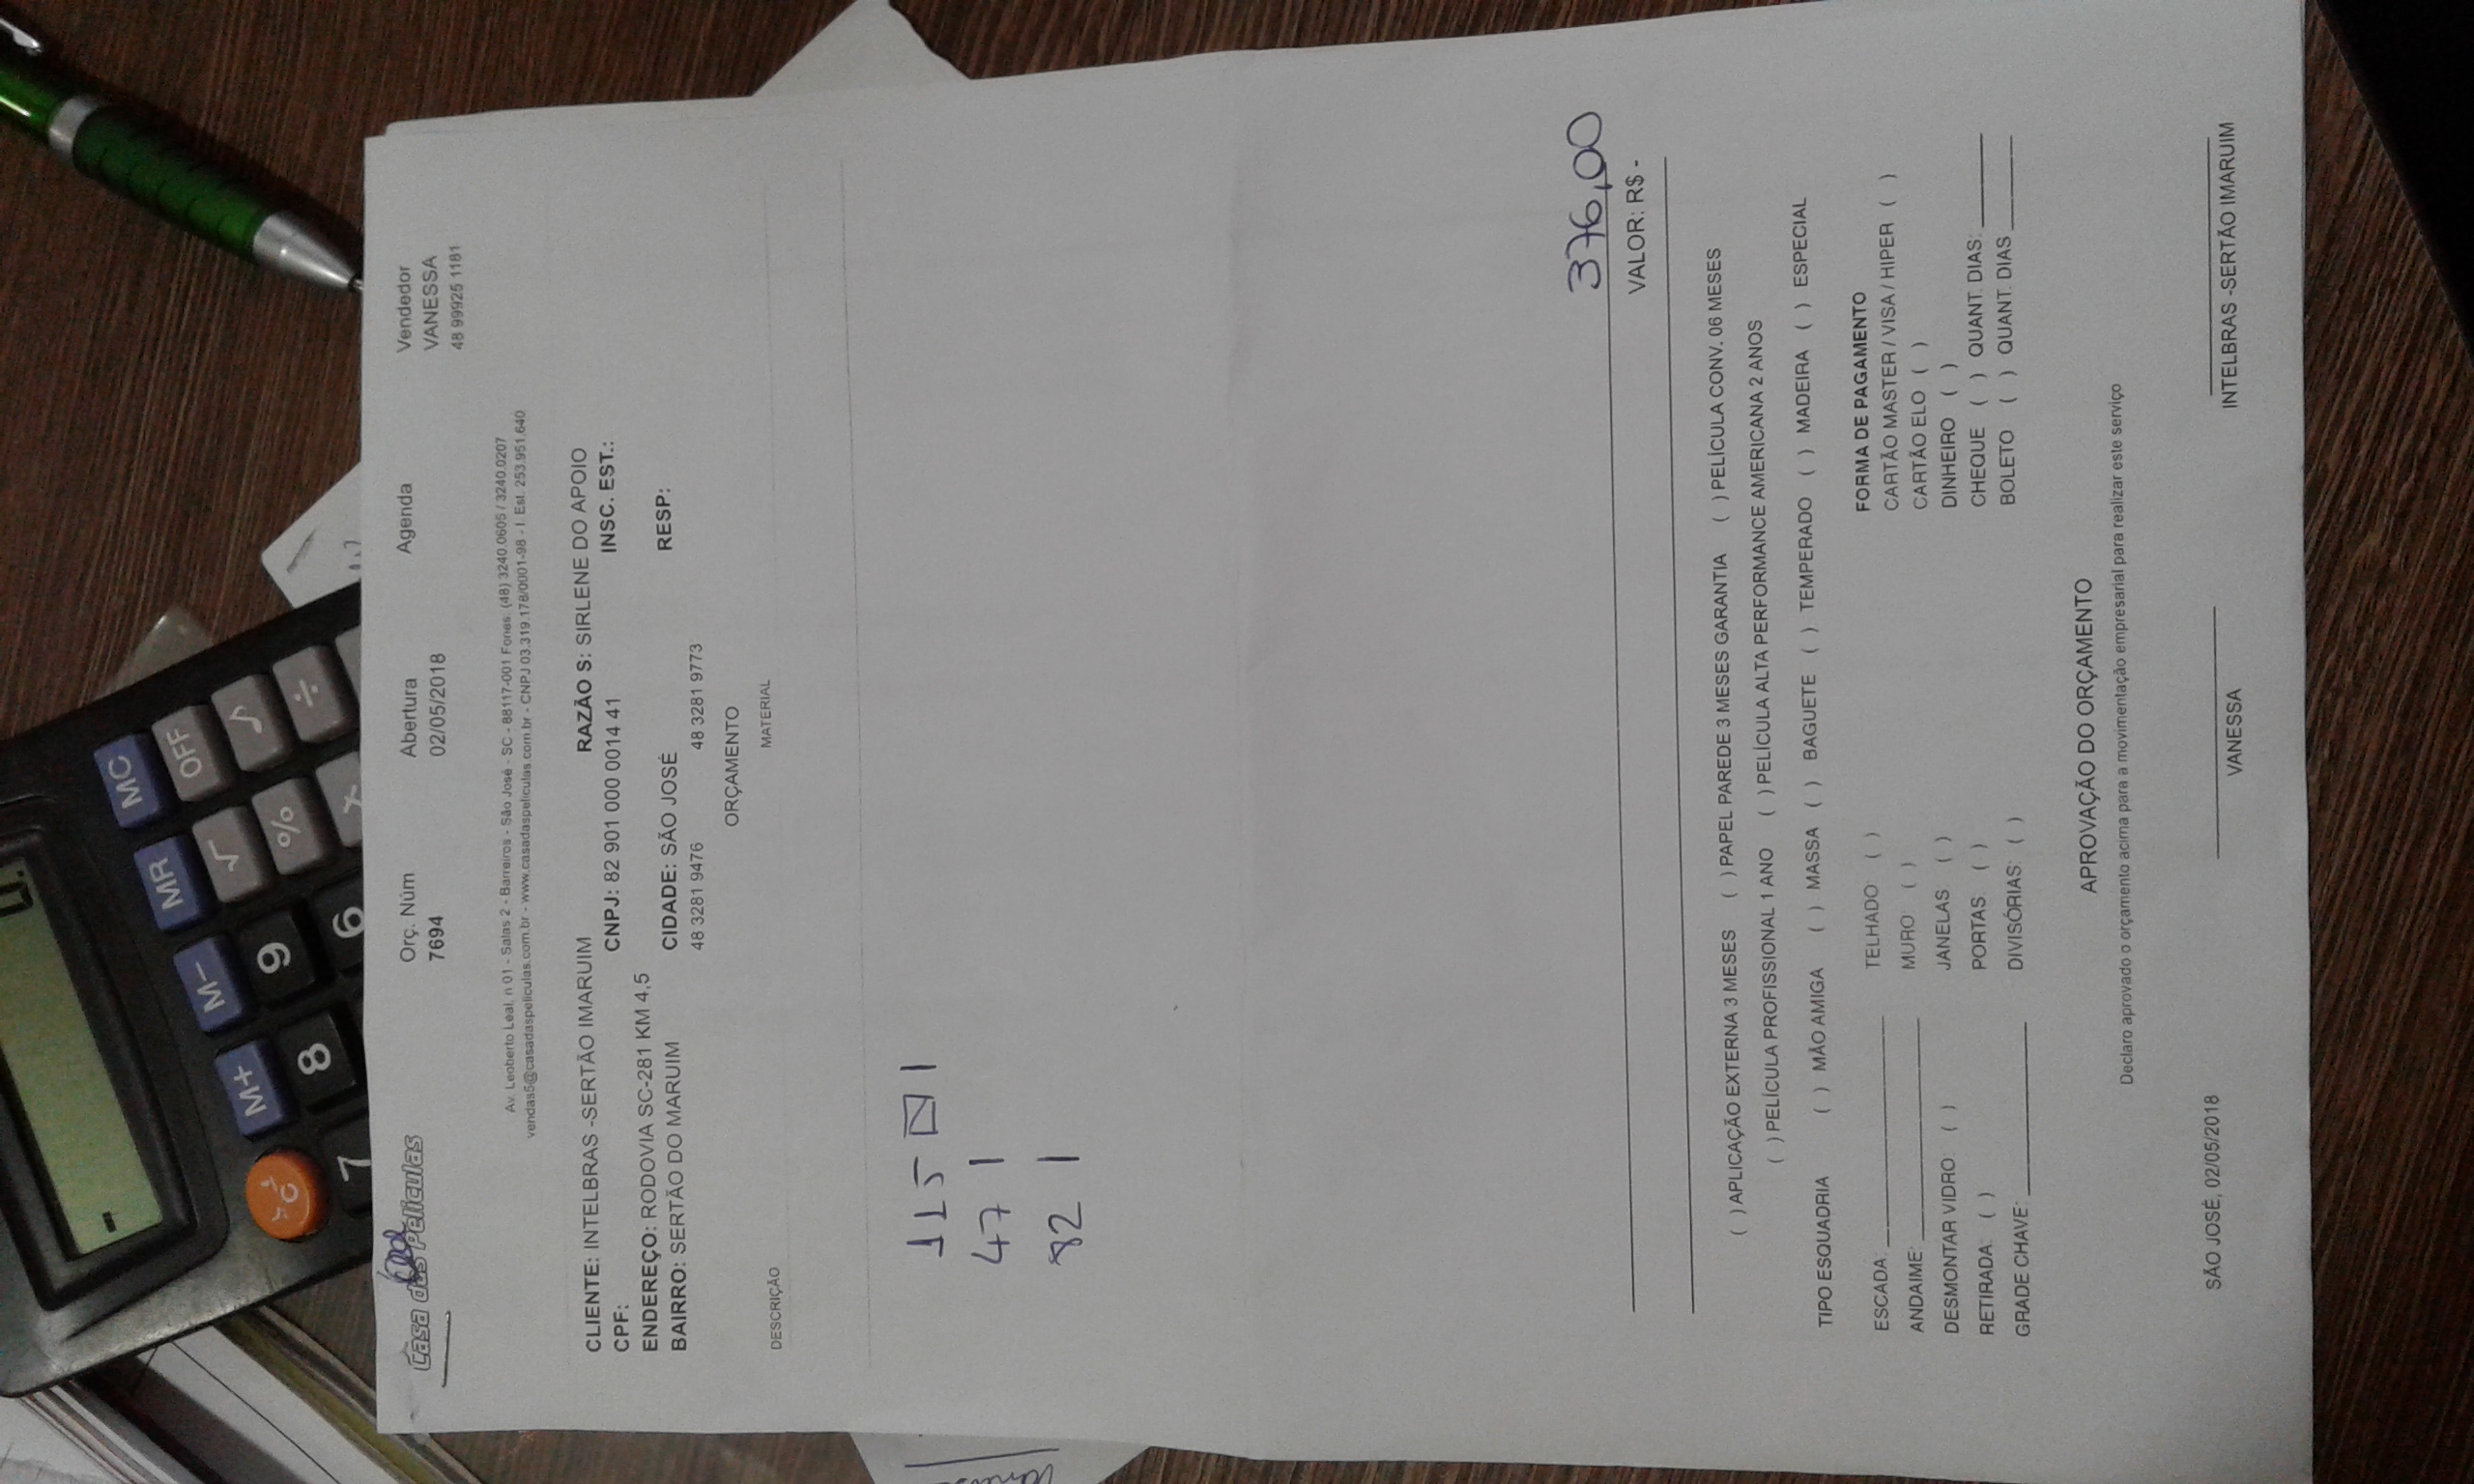 Casa das Películas
Orç. Núm Abertura Agenda Vendedor
7694 02/05/2018 VANESSA
48 99925 1181
Av. Leoberto Leal, n 01 - Salas 2 - Barreiros - São José - SC - 88117-001 Fones: (48) 3240.0605 / 3240.0207
vendas5@casadaspeliculas.com.br - www.casadaspeliculas.com.br - CNPJ 03.319.178/0001-98 - I. Est. 253.951.640
CLIENTE: INTELBRAS -SERTÃO IMARUIM RAZÃO S: SIRLENE DO APOIO
CPF: CNPJ: 82 901 000 0014 41 INSC. EST.:
ENDEREÇO: RODOVIA SC-281 KM 4,5
BAIRRO: SERTÃO DO MARUIM CIDADE: SÃO JOSÉ RESP:
48 3281 9476 48 3281 9773
ORÇAMENTO
DESCRIÇÃO MATERIAL
115
47 1
82 1
376,00
VALOR: R$ -
( ) APLICAÇÃO EXTERNA 3 MESES ( ) PAPEL PAREDE 3 MESES GARANTIA ( ) PELÍCULA CONV. 06 MESES
( ) PELÍCULA PROFISSIONAL 1 ANO ( ) PELÍCULA ALTA PERFORMANCE AMERICANA 2 ANOS
TIPO ESQUADRIA ( ) MÃO AMIGA ( ) MASSA ( ) BAGUETE ( ) TEMPERADO ( ) MADEIRA ( ) ESPECIAL
FORMA DE PAGAMENTO
ESCADA: TELHADO: ( ) CARTÃO MASTER / VISA / HIPER ( )
ANDAIME: MURO: ( ) CARTÃO ELO ( )
DESMONTAR VIDRO ( ) JANELAS: ( ) DINHEIRO ( )
RETIRADA: ( ) PORTAS: ( ) CHEQUE ( ) QUANT. DIAS:
GRADE CHAVE: DIVISÓRIAS: ( ) BOLETO ( ) QUANT. DIAS
APROVAÇÃO DO ORÇAMENTO
Declaro aprovado o orçamento acima para a movimentação empresarial para realizar este serviço
SÃO JOSÉ, 02/05/2018 VANESSA INTELBRAS -SERTÃO IMARUIM
MC
MR OFF
M- √
M+ 9 % ÷
8 6
7